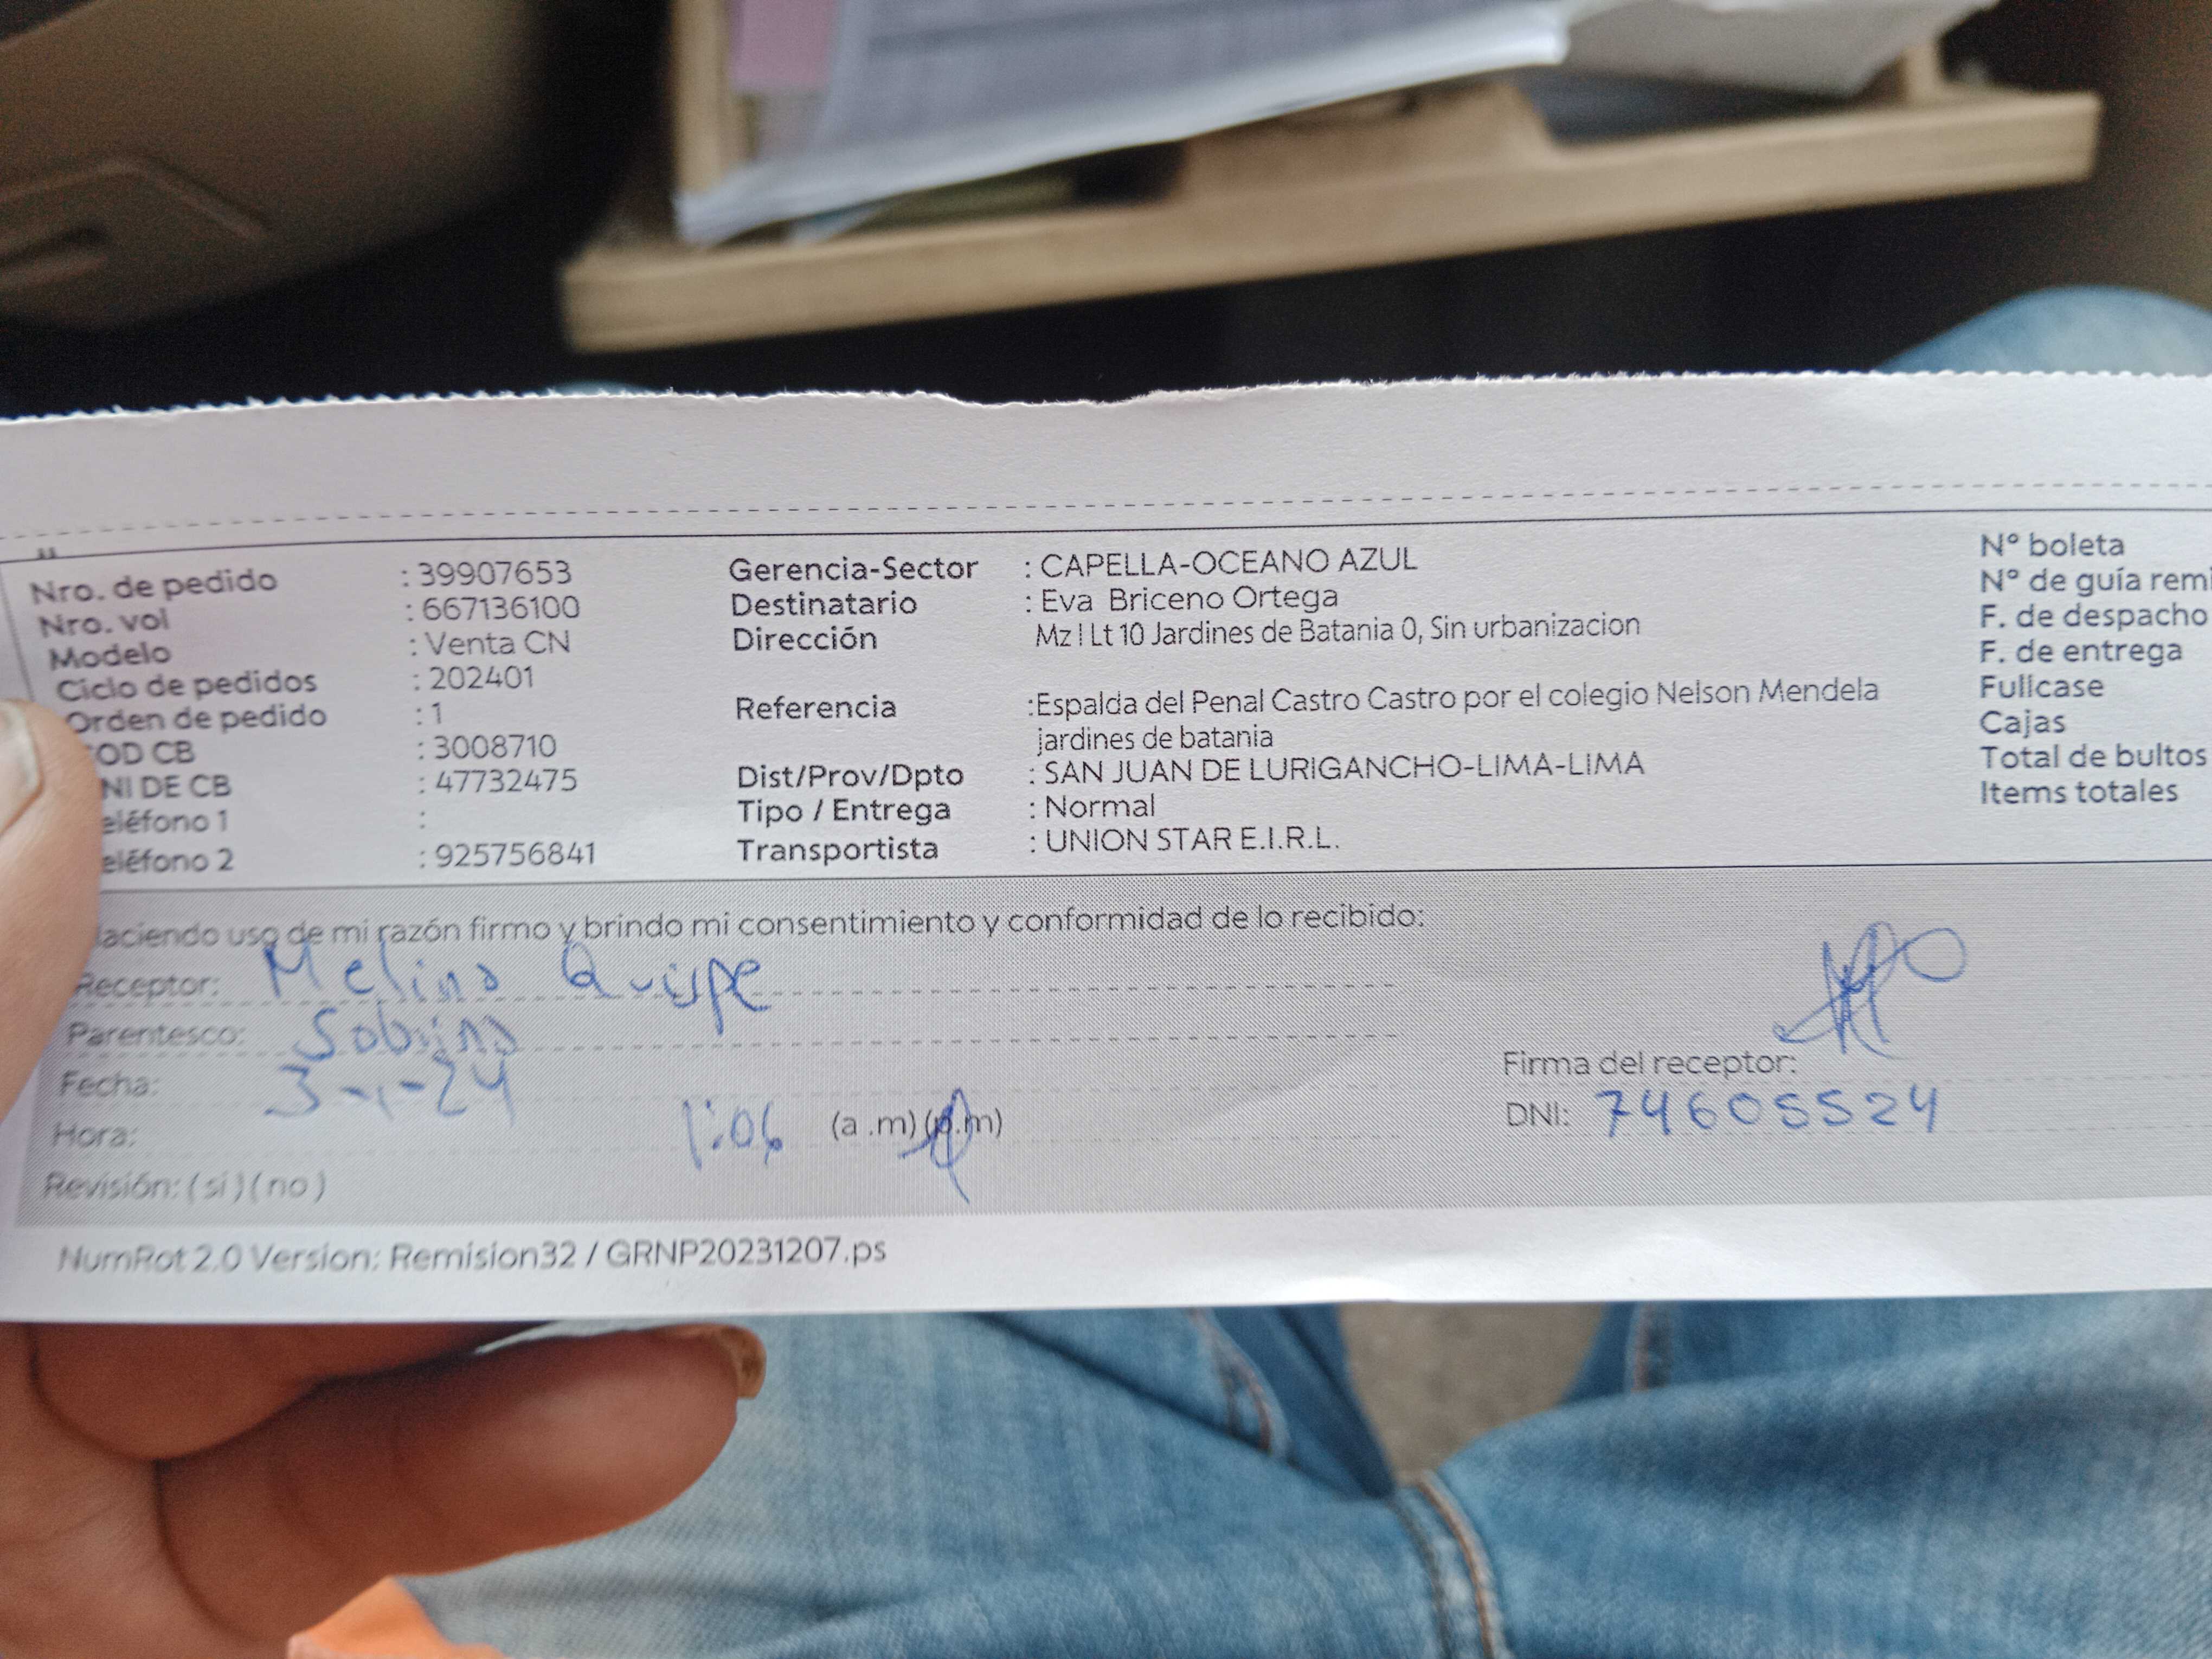 Nro. de pedido : 39907653 Gerencia-Sector : CAPELLA-OCEANO AZUL N° boleta
Nro. vol : 667136100 Destinatario : Eva Briceno Ortega N° de guía remi
Modelo : Venta CN Dirección Mz I Lt 10 Jardines de Batania 0, Sin urbanizacion F. de despacho
Ciclo de pedidos : 202401 F. de entrega
Orden de pedido : 1 Referencia :Espalda del Penal Castro Castro por el colegio Nelson Mendela Fullcase
OD CB : 3008710 jardines de batania Cajas
NI DE CB : 47732475 Dist/Prov/Dpto : SAN JUAN DE LURIGANCHO-LIMA-LIMA Total de bultos
eléfono 1 : Tipo / Entrega : Normal Items totales
eléfono 2 : 925756841 Transportista : UNION STAR E.I.R.L.
aciendo uso de mi razón firmo y brindo mi consentimiento y conformidad de lo recibido:
Receptor: Melina Quispe
Parentesco: Sobrina
Fecha: 3-1-24 Firma del receptor:
Hora: 1:06 (a .m) (p.m) DNI: 74605524
Revisión: ( si ) ( no )
NumRot 2.0 Version: Remision32 / GRNP20231207.ps